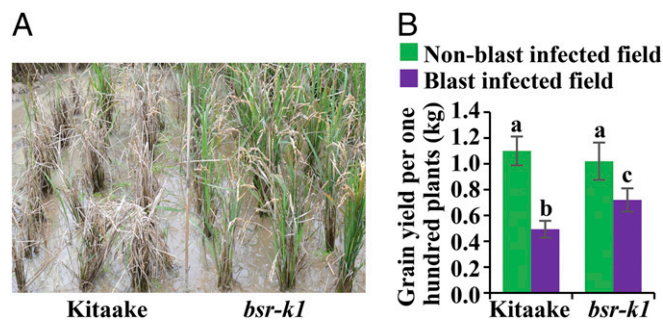 A
Kitaake bsr-k1
B
Non-blast infected field
Blast infected field
Grain yield per one
hundred plants (kg)
1.4
1.2
1.0
0.8
0.6
0.4
0.2
0.0
a
b
a
c
Kitaake bsr-k1